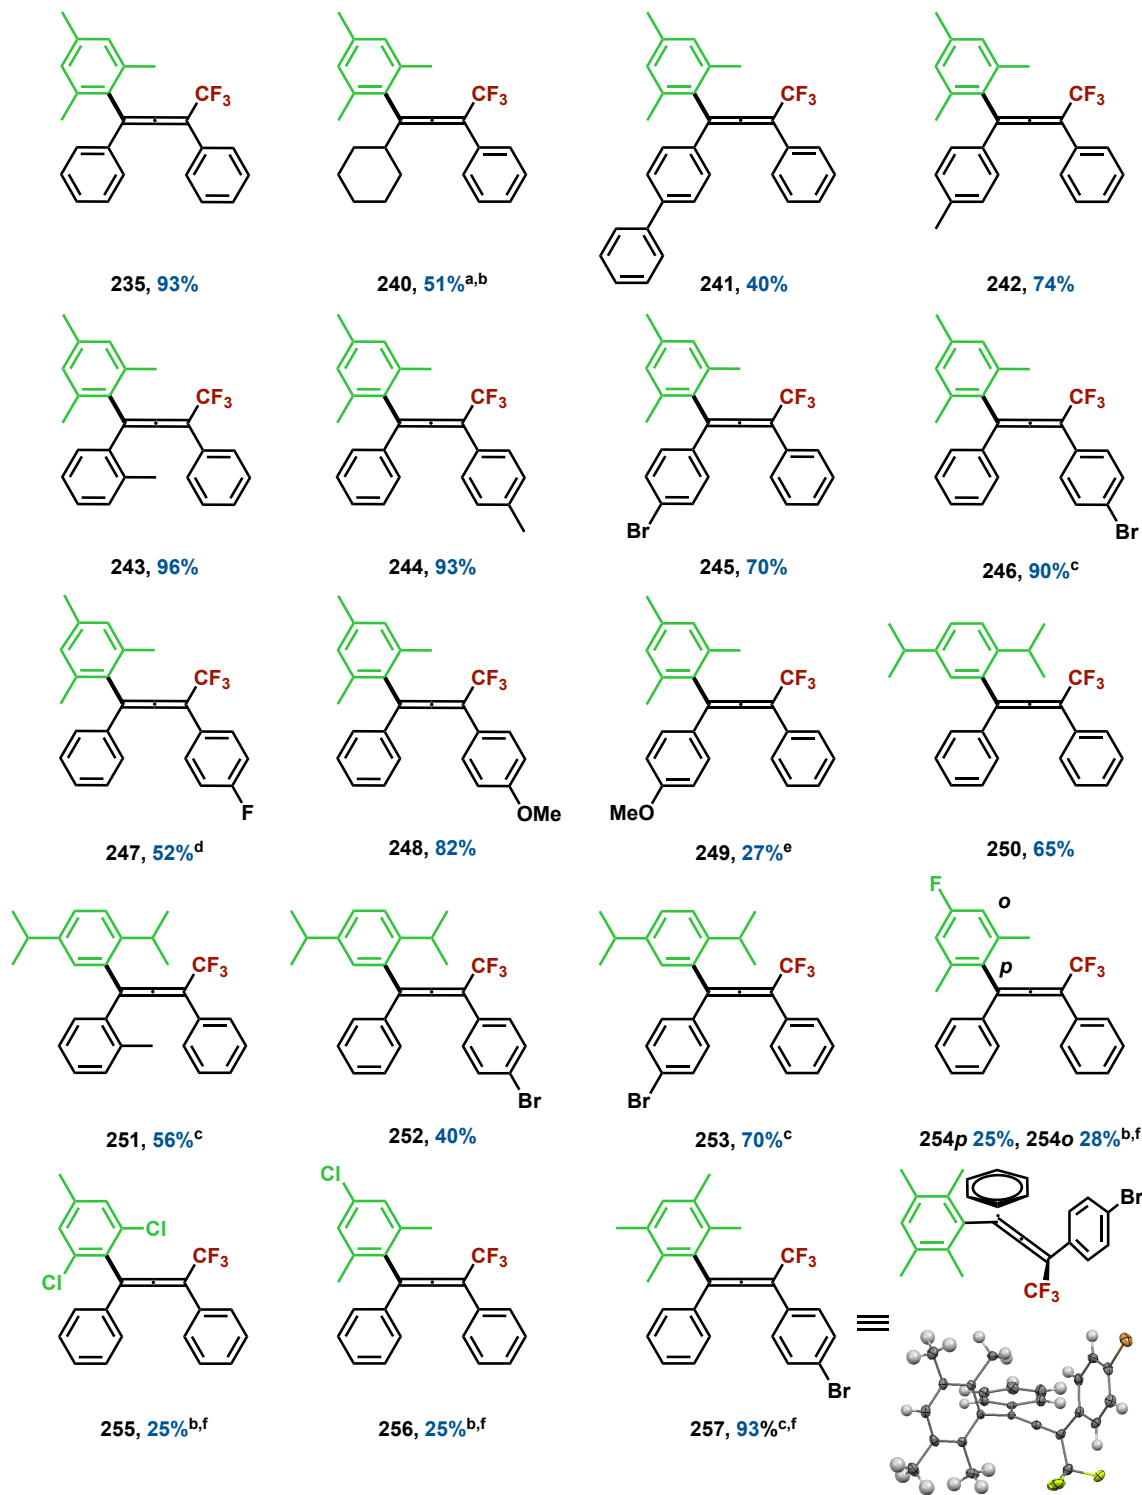 CF3 CF3 CF3 CF3
235, 93% 240, 51%a,b 241, 40% 242, 74%
CF3 CF3 CF3 CF3
Br Br
243, 96% 244, 93% 245, 70% 246, 90%c
CF3 CF3 CF3 CF3
F OMe MeO
247, 52%d 248, 82% 249, 27%e 250, 65%
F o
p
CF3 CF3 CF3 CF3
Br Br
251, 56%c 252, 40% 253, 70%c 254p 25%, 254o 28%b,f
Cl Br
Cl
CF3 CF3 CF3
Cl CF3
Br
255, 25%b,f 256, 25%b,f 257, 93%c,f